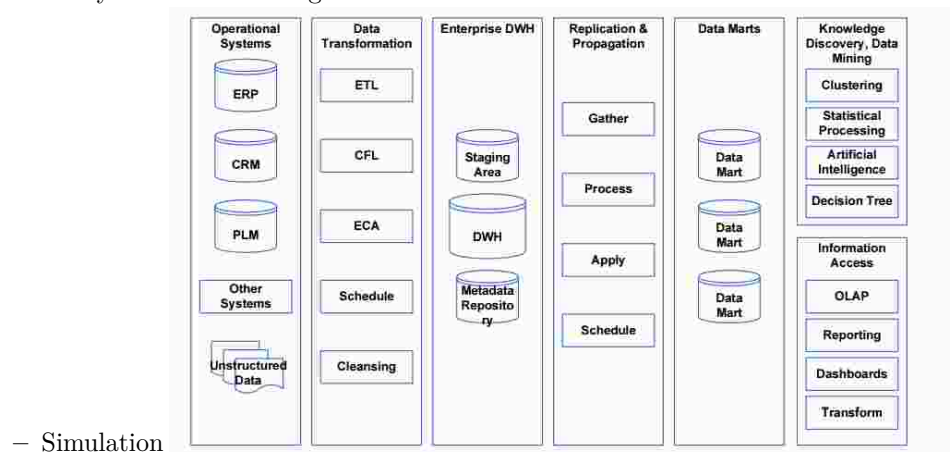 Operational
Systems
ERP
CRM
PLM
Other
Systems
Unstructured
Data
Data
Transformation
ETL
CFL
ECA
Schedule
Cleansing
Enterprise DWH
Staging
Area
DWH
Metadata
Reposito
ry
Replication &
Propagation
Gather
Process
Apply
Schedule
Data Marts
Data
Mart
Data
Mart
Data
Mart
Knowledge
Discovery, Data
Mining
Clustering
Statistical
Processing
Artificial
Intelligence
Decision Tree
Information
Access
OLAP
Reporting
Dashboards
Transform
– Simulation